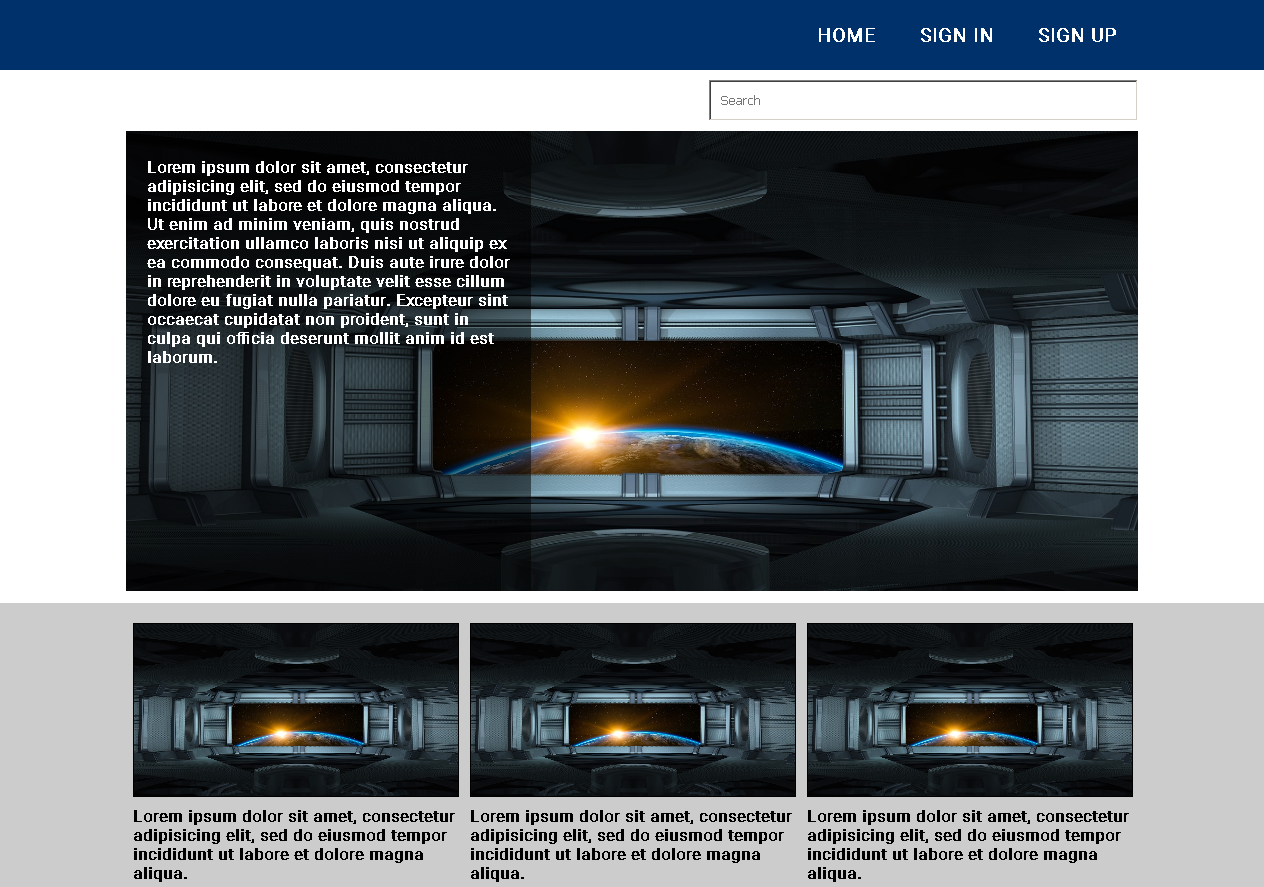 HOME SIGN IN SIGN UP
Search
Lorem ipsum dolor sit amet, consectetur
adipisicing elit, sed do eiusmod tempor
incididunt ut labore et dolore magna aliqua.
Ut enim ad minim veniam, quis nostrud
exercitation ullamco laboris nisi ut aliquip ex
ea commodo consequat. Duis aute irure dolor
in reprehenderit in voluptate velit esse cillum
dolore eu fugiat nulla pariatur. Excepteur sint
occaecat cupidatat non proident, sunt in
culpa qui officia deserunt mollit anim id est
laborum.
Lorem ipsum dolor sit amet, consectetur
adipisicing elit, sed do eiusmod tempor
incididunt ut labore et dolore magna
aliqua.
Lorem ipsum dolor sit amet, consectetur
adipisicing elit, sed do eiusmod tempor
incididunt ut labore et dolore magna
aliqua.
Lorem ipsum dolor sit amet, consectetur
adipisicing elit, sed do eiusmod tempor
incididunt ut labore et dolore magna
aliqua.